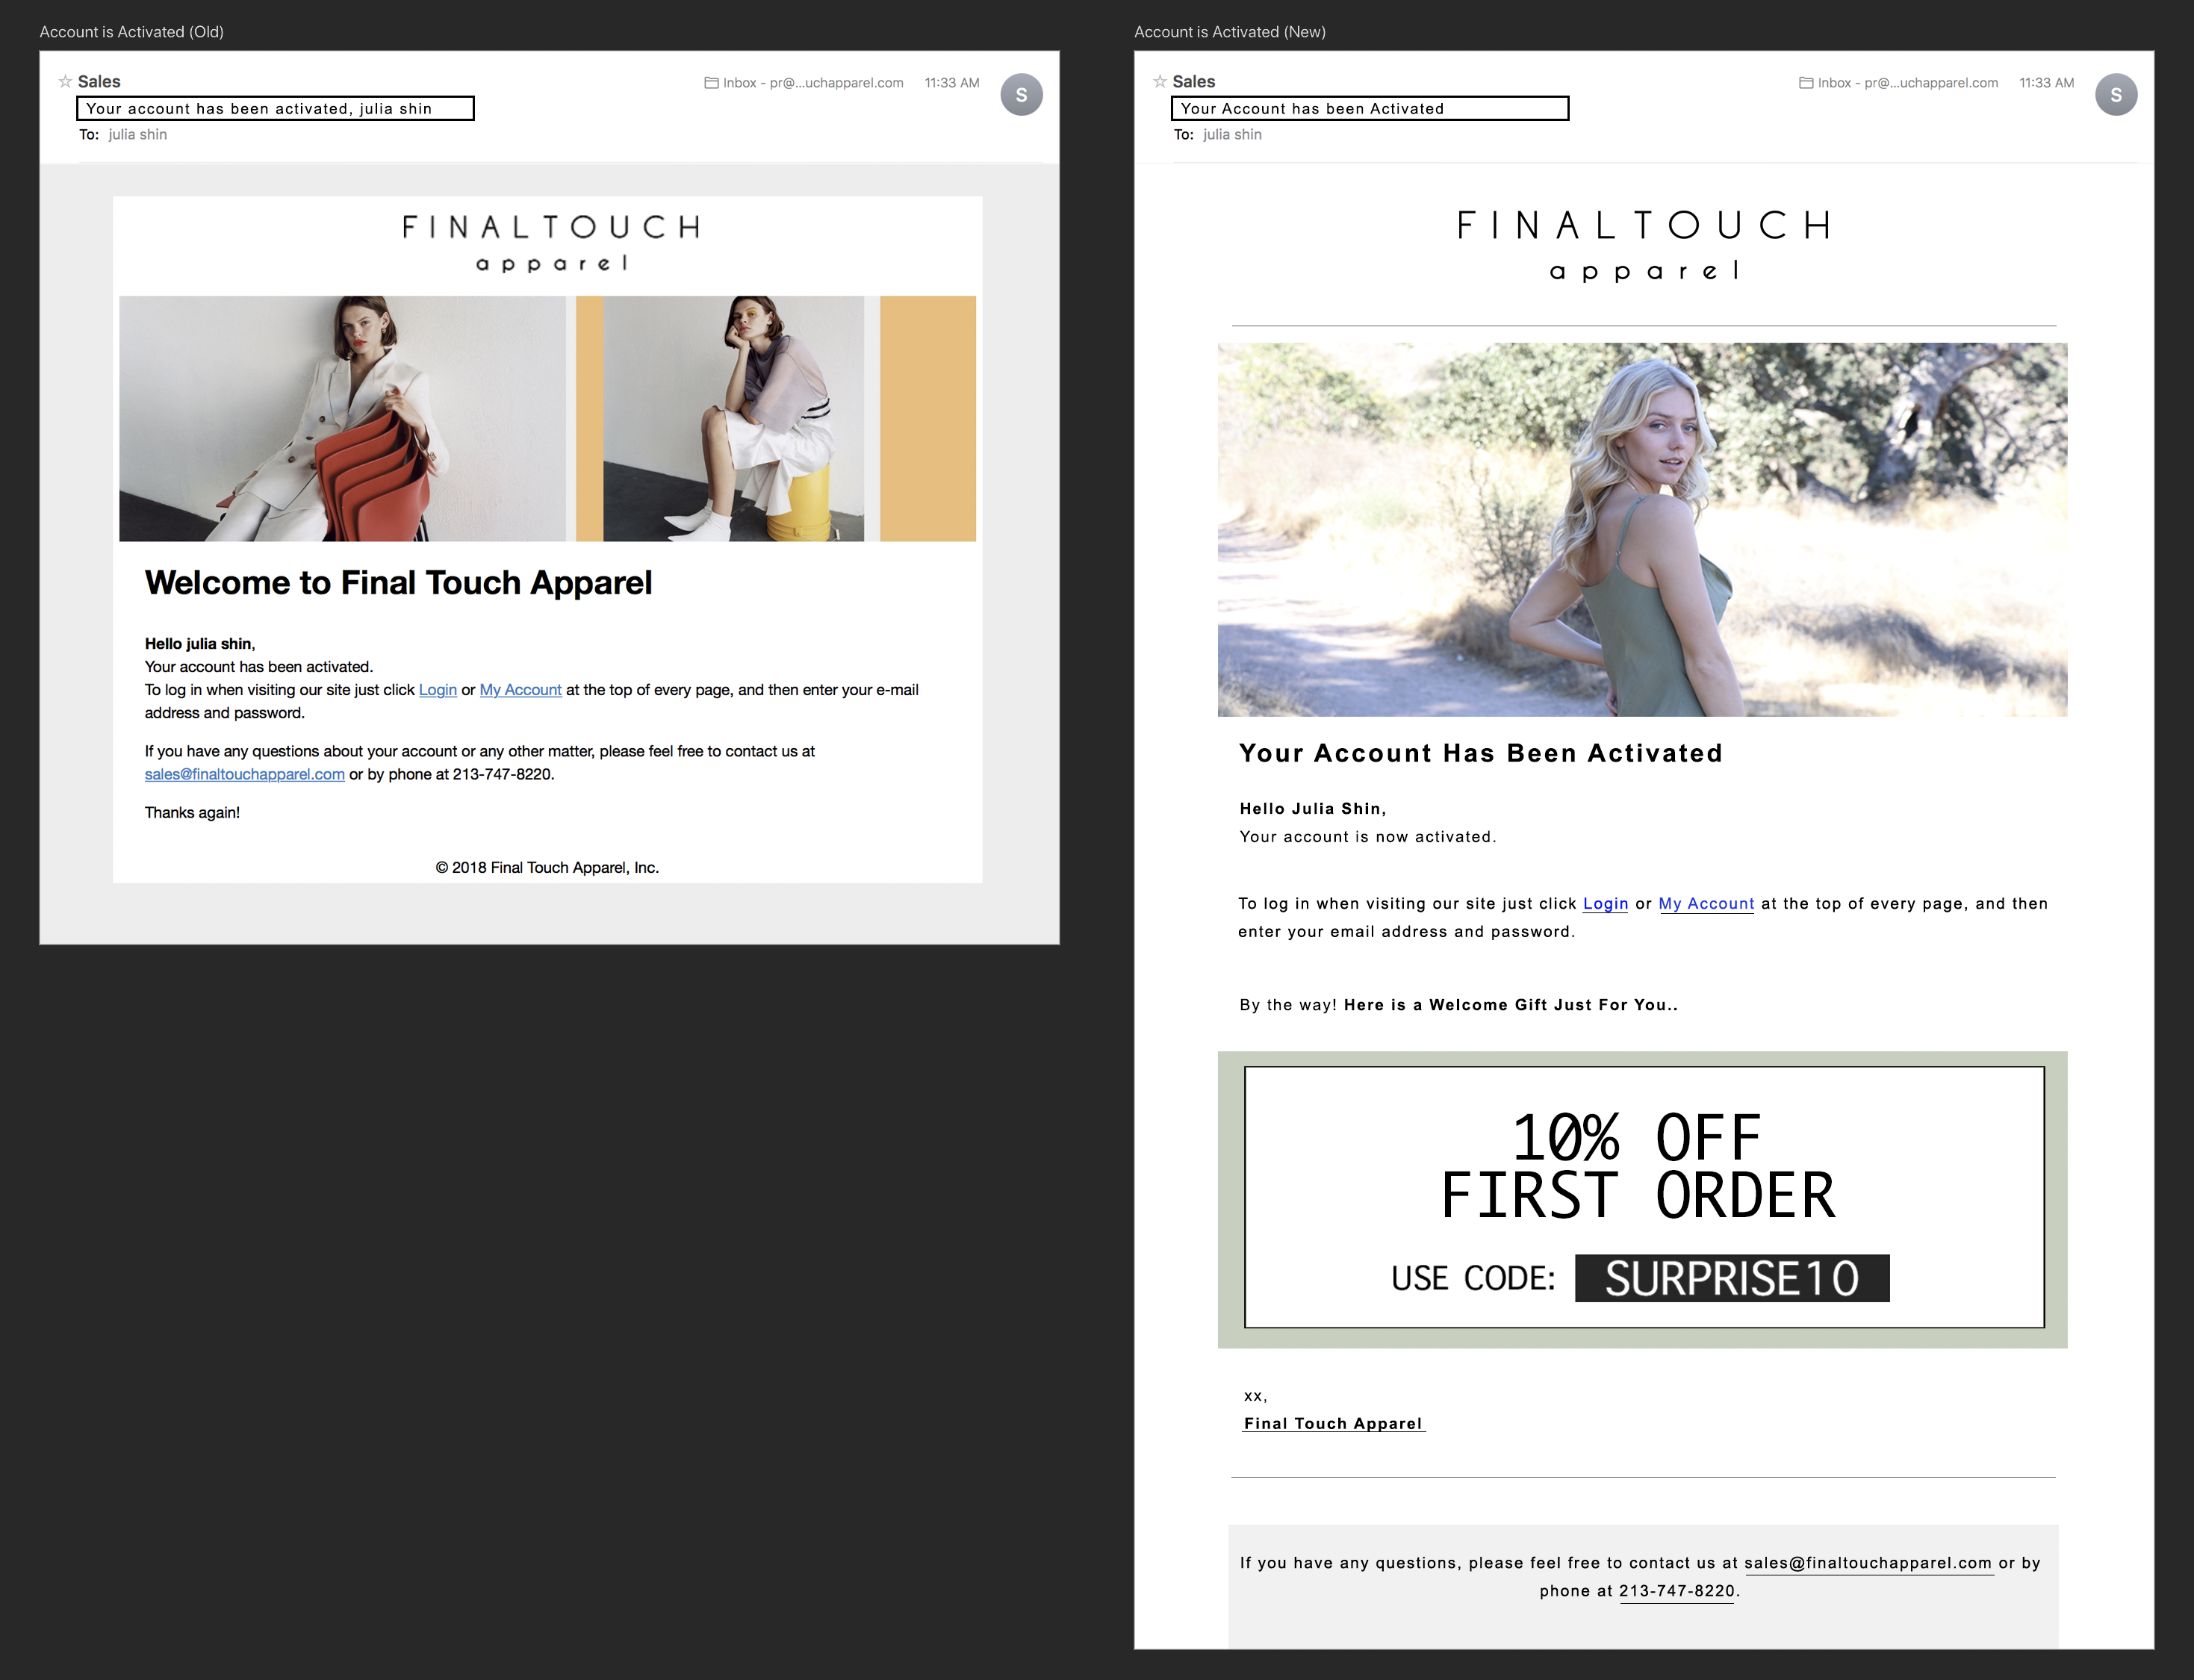 Account is Activated (Old)
Sales
Inbox - pr@...uchapparel.com
11:33 AM
S
Your account has been activated, julia shin
To: julia shin
FINALTOUCH
apparel
Welcome to Final Touch Apparel
Hello julia shin,
Your account has been activated.
To log in when visiting our site just click Login or My Account at the top of every page, and then enter your e-mail
address and password.
If you have any questions about your account or any other matter, please feel free to contact us at
sales@finaltouchapparel.com or by phone at 213-747-8220.
Thanks again!
© 2018 Final Touch Apparel, Inc.
Account is Activated (New)
Sales
Inbox - pr@...uchapparel.com
11:33 AM
S
Your Account has been Activated
To: julia shin
FINALTOUCH
apparel
Your Account Has Been Activated
Hello Julia Shin,
Your account is now activated.
To log in when visiting our site just click Login or My Account at the top of every page, and then
enter your email address and password.
By the way! Here is a Welcome Gift Just For You..
10% OFF
FIRST ORDER
USE CODE: SURPRISE10
xx,
Final Touch Apparel
If you have any questions, please feel free to contact us at sales@finaltouchapparel.com or by
phone at 213-747-8220.